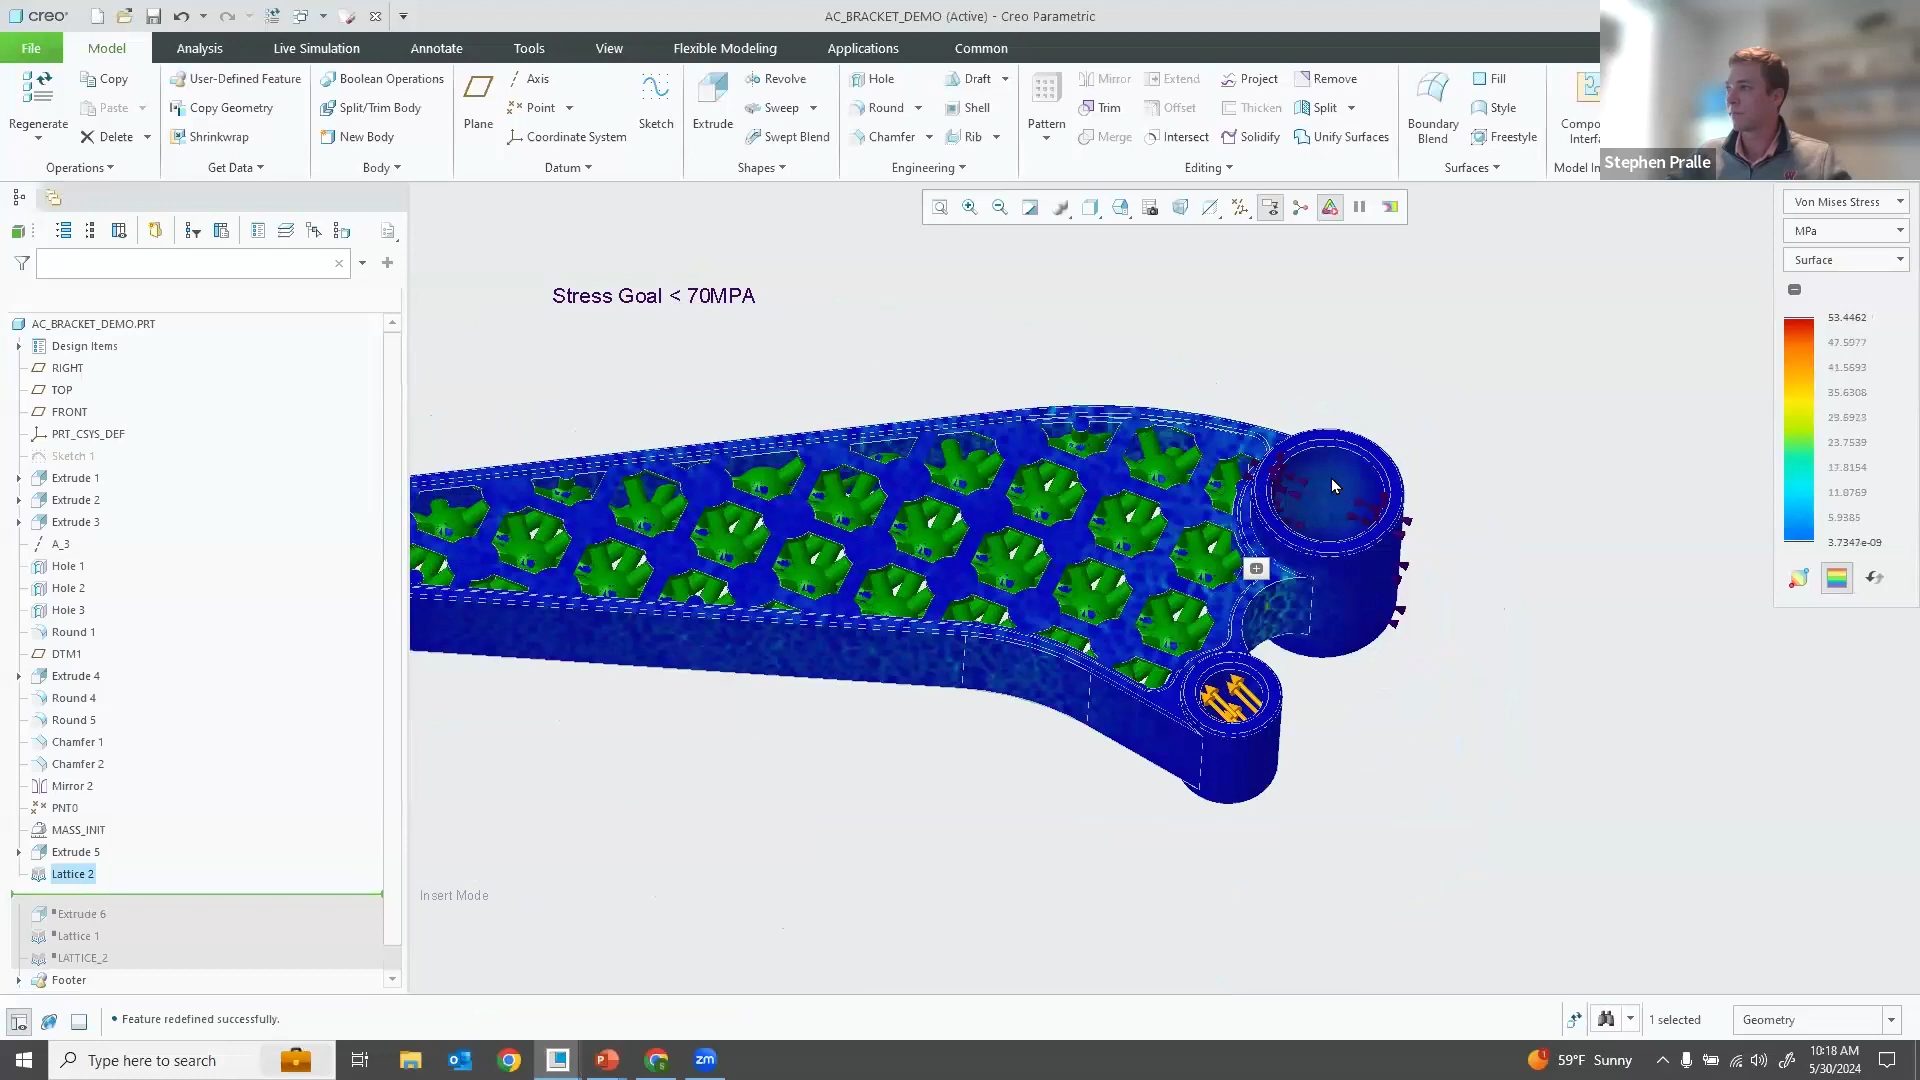 creo
AC_BRACKET_DEMO (Active) - Creo Parametric
File Model Analysis Live Simulation Annotate Tools View Flexible Modeling Applications Common
Regenerate
Copy
Paste
Delete
Operations
User-Defined Feature
Copy Geometry
Shrinkwrap
Get Data
Boolean Operations
Split/Trim Body
New Body
Body
Plane
Axis
Point
Coordinate System
Sketch
Datum
Extrude
Revolve
Sweep
Swept Blend
Shapes
Hole
Round
Chamfer
Draft
Shell
Rib
Engineering
Pattern
Mirror
Trim
Merge
Extend
Offset
Intersect
Project
Thicken
Solidify
Remove
Split
Unify Surfaces
Editing
Boundary
Blend
Fill
Style
Freestyle
Surfaces
Compo
Interf
Model In
Stephen Pralle
Von Mises Stress
MPa
Surface
53.4462
47.5977
41.5693
35.6308
29.6923
23.7539
17.8154
11.8769
5.9385
3.7347e-09
Stress Goal < 70MPA
AC_BRACKET_DEMO.PRT
Design Items
RIGHT
TOP
FRONT
PRT_CSYS_DEF
Sketch 1
Extrude 1
Extrude 2
Extrude 3
A_3
Hole 1
Hole 2
Hole 3
Round 1
DTM1
Extrude 4
Round 4
Round 5
Chamfer 1
Chamfer 2
Mirror 2
PNT0
MASS_INIT
Extrude 5
Lattice 2
Insert Mode
Extrude 6
Lattice 1
LATTICE_2
Footer
• Feature redefined successfully.
1 selected
Geometry
Type here to search
zm
59°F Sunny
10:18 AM
5/30/2024